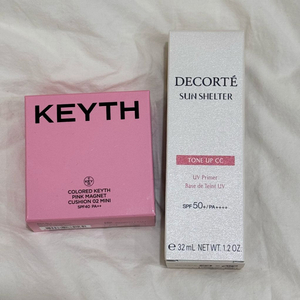 KEYTH
COLORED KEYTH
PINK MAGNET
CUSHION 02 MINI
SPF40 PA++
DECORTÉ
SUN SHELTER
TONE UP CC
UV Primer
Base de Teint UV
SPF 50+/PA++++
℮ 32 mL NET WT. 1.2 OZ.